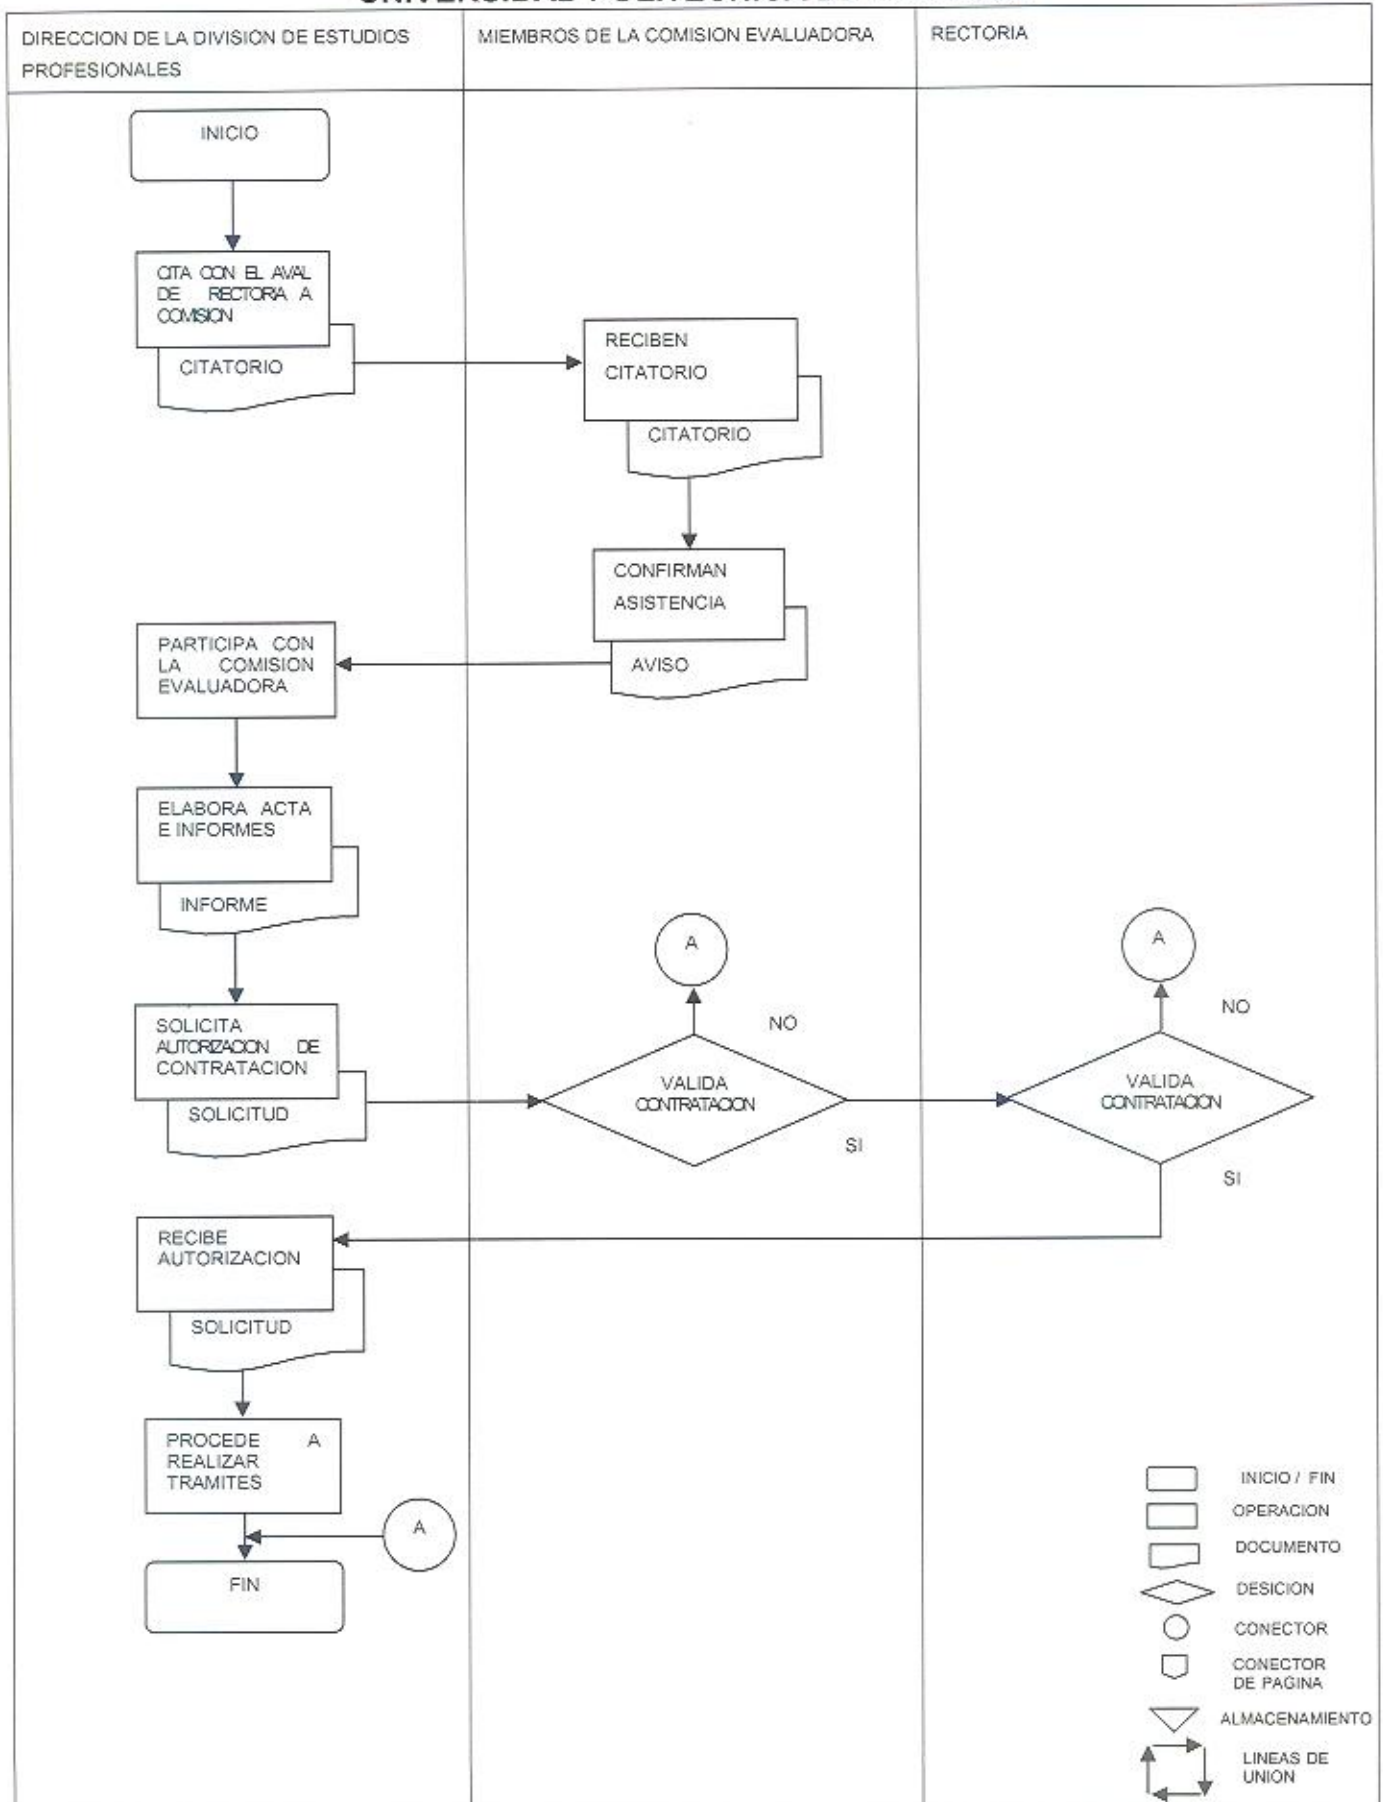 DIRECCION DE LA DIVISION DE ESTUDIOS
PROFESIONALES
MIEMBROS DE LA COMISION EVALUADORA
RECTORIA
INICIO
CITA CON EL AVAL
DE RECTORIA A
COMISION
CITATORIO
RECIBEN
CITATORIO
CITATORIO
CONFIRMAN
ASISTENCIA
AVISO
PARTICIPA CON
LA COMISION
EVALUADORA
ELABORA ACTA
E INFORMES
INFORME
SOLICITA
AUTORIZACION DE
CONTRATACION
SOLICITUD
A
NO
VALIDA
CONTRATACION
SI
A
NO
VALIDA
CONTRATACION
SI
RECIBE
AUTORIZACION
SOLICITUD
PROCEDE A
REALIZAR
TRAMITES
A
FIN
INICIO / FIN
OPERACION
DOCUMENTO
DESICION
CONECTOR
CONECTOR
DE PAGINA
ALMACENAMIENTO
LINEAS DE
UNION